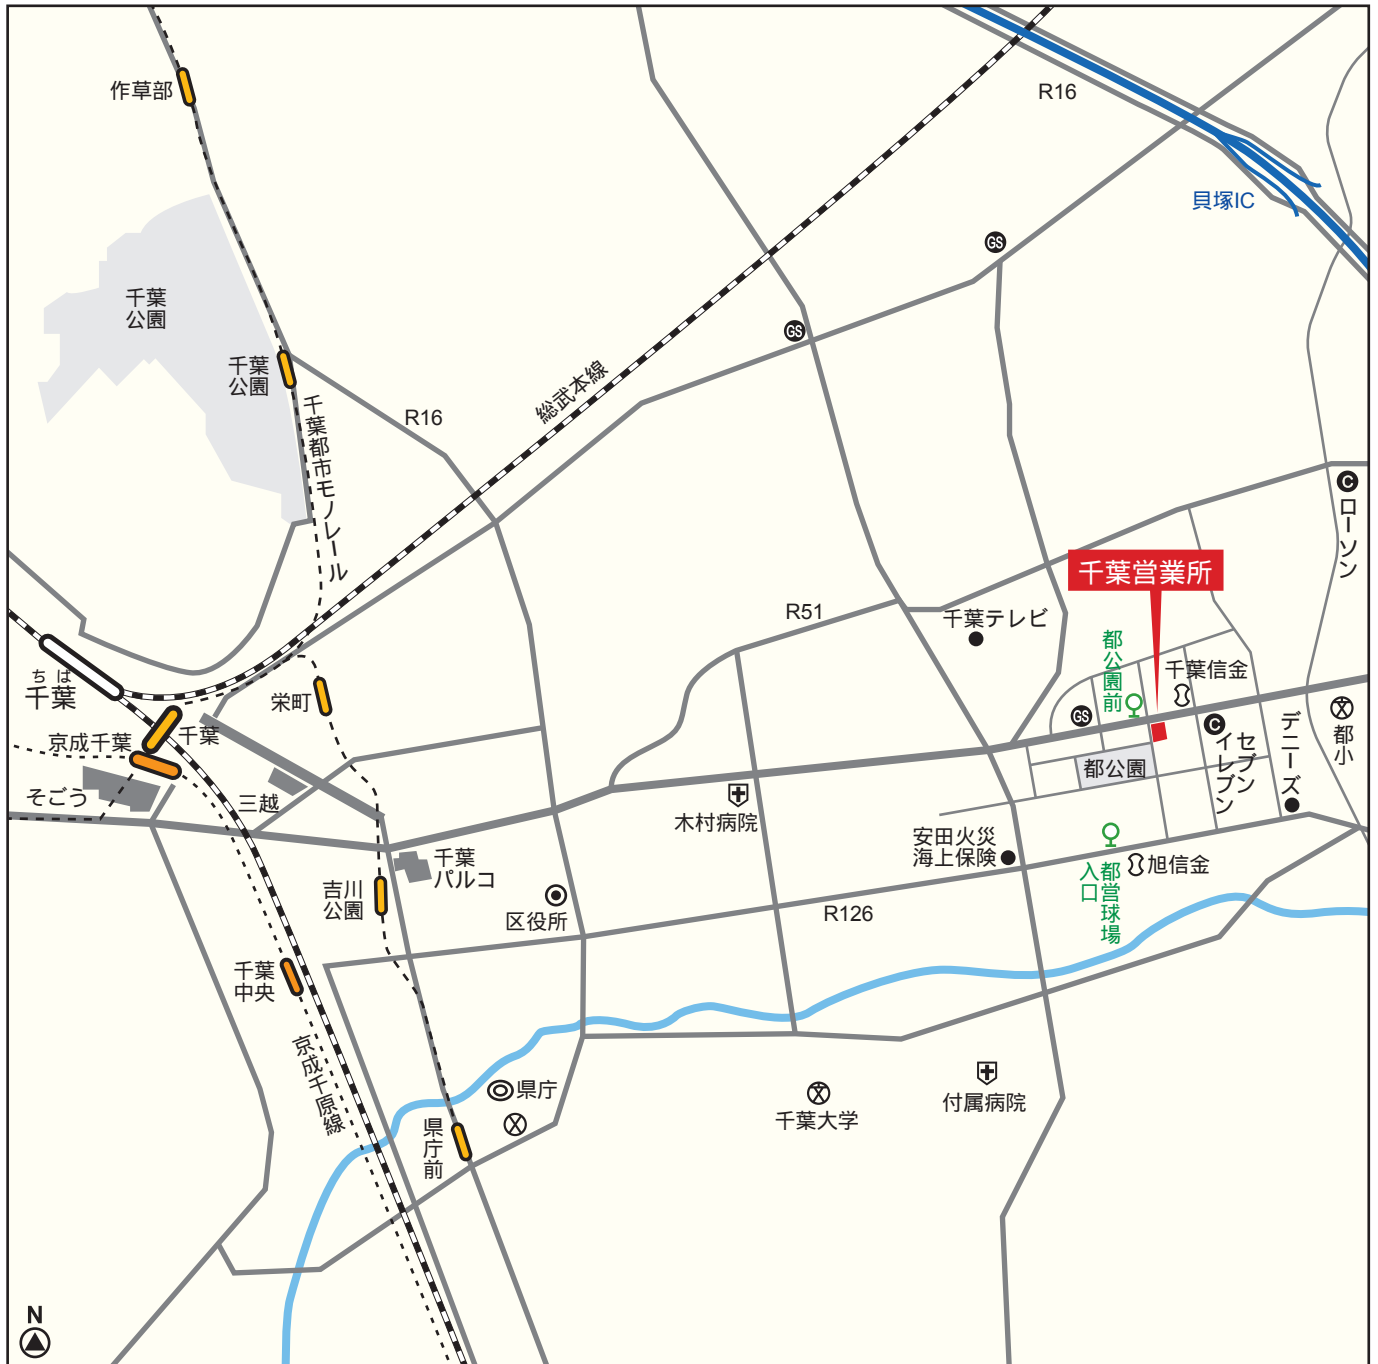 作草部
R16
貝塚IC
GS
千葉
公園
GS
千葉
公園
千葉都市モノレール
R16
総武本線
C
ローソン
千葉営業所
R51
千葉テレビ
都公園前
千葉信金
ちば
千葉
栄町
GS
C
セブン
イレブン
デニーズ
都小
京成千葉
千葉
都公園
そごう
三越
木村病院
安田火災
海上保険
千葉
パルコ
旭信金
都営球場
入口
吉川
公園
区役所
R126
千葉
中央
京成千原線
県庁
付属病院
千葉大学
県庁前
N